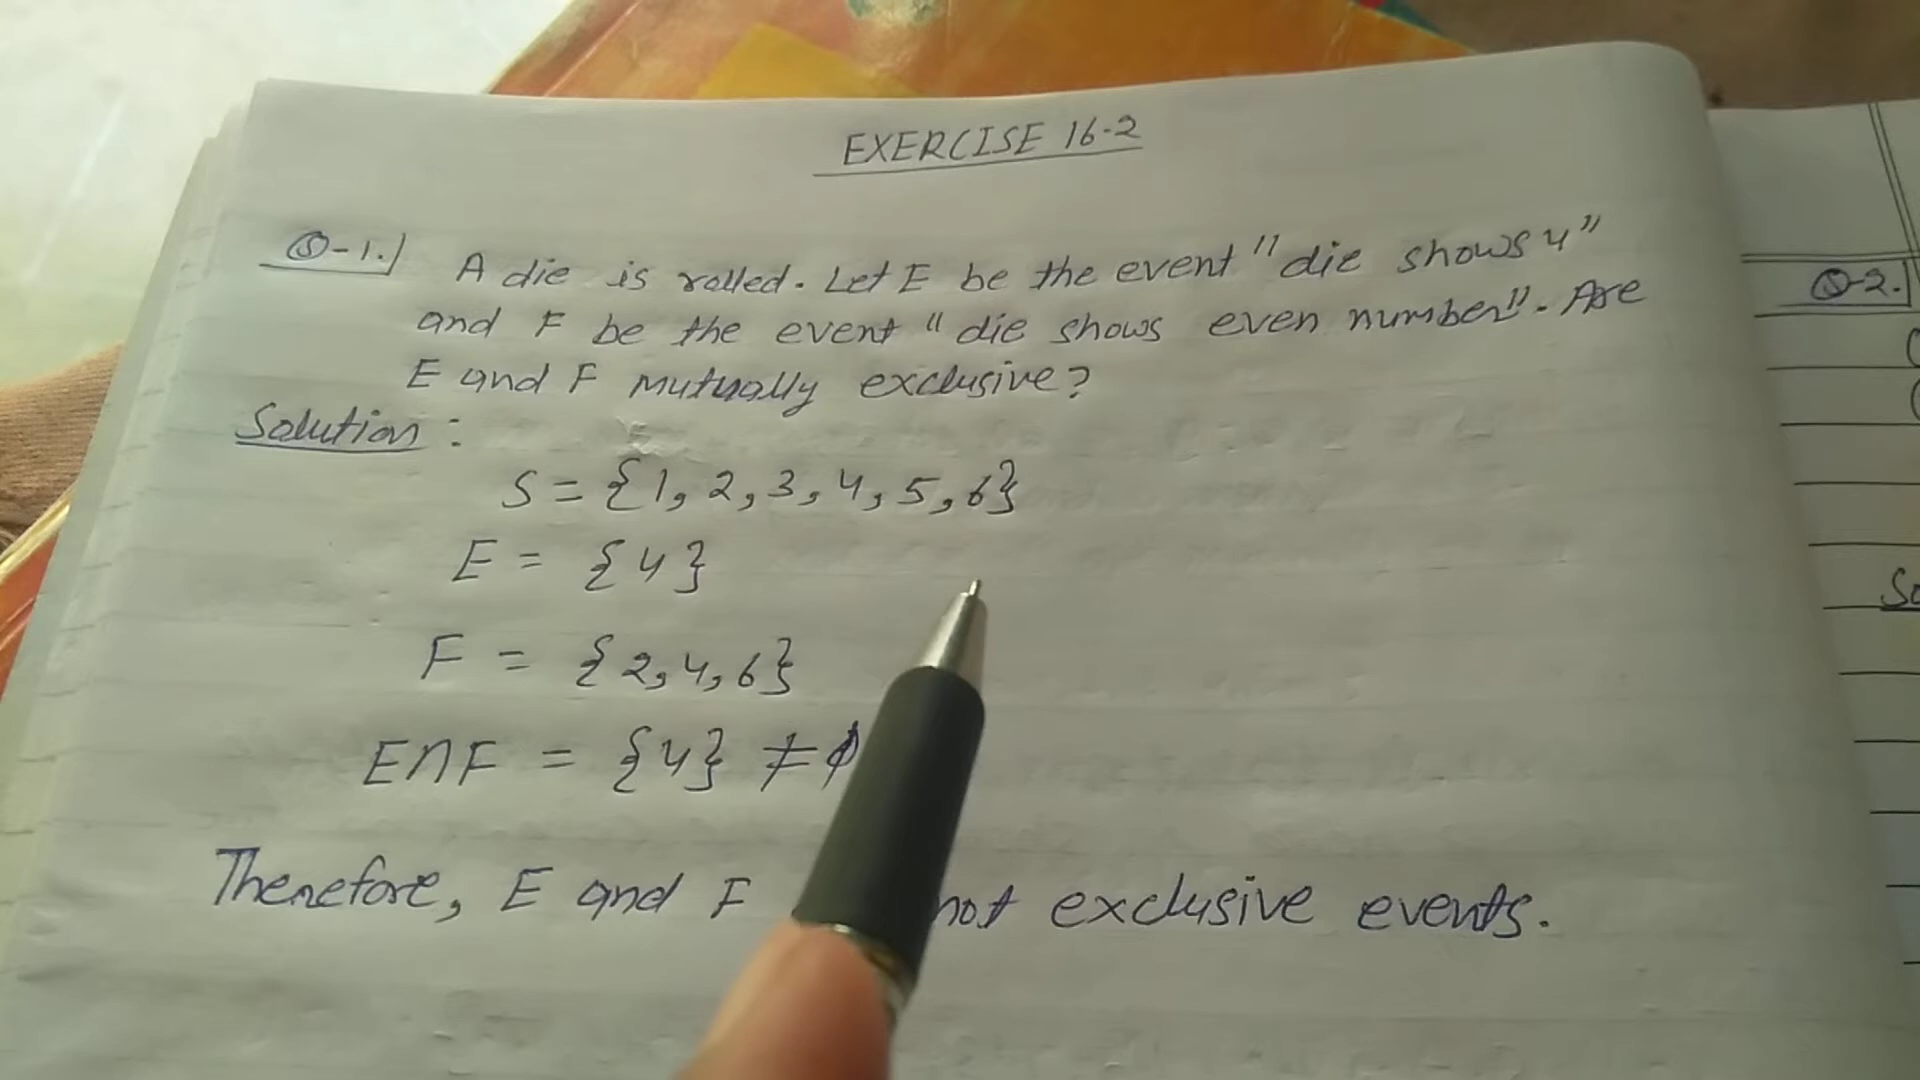 EXERCISE 16.2
Q-1. A die is rolled. Let E be the event "die shows 4"
and F be the event "die shows even number". Are
E and F mutually exclusive?
Solution:
S = {1, 2, 3, 4, 5, 6}
E = {4}
F = {2, 4, 6}
E∩F = {4} ≠ ϕ
Therefore, E and F not exclusive events.
Q-2.